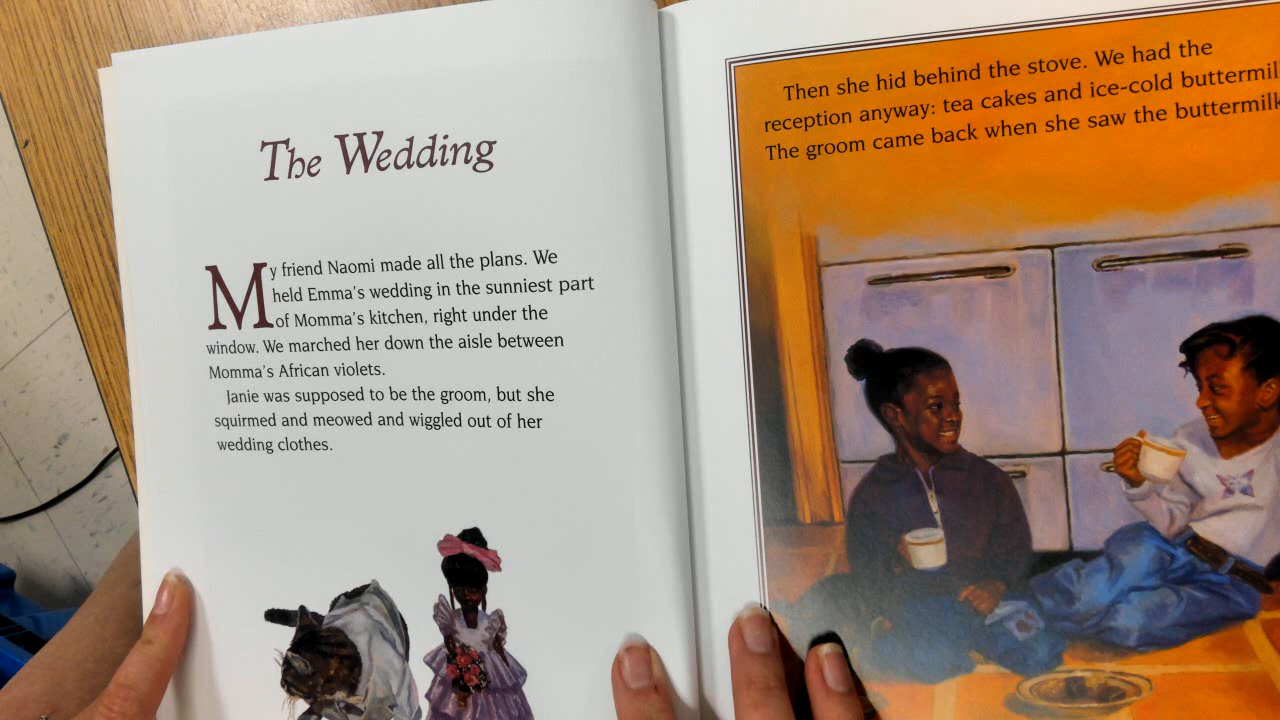 The Wedding
My friend Naomi made all the plans. We
held Emma's wedding in the sunniest part
of Momma's kitchen, right under the
window. We marched her down the aisle between
Momma's African violets.
Janie was supposed to be the groom, but she
squirmed and meowed and wiggled out of her
wedding clothes.
Then she hid behind the stove. We had the
reception anyway: tea cakes and ice-cold buttermil
The groom came back when she saw the buttermilk